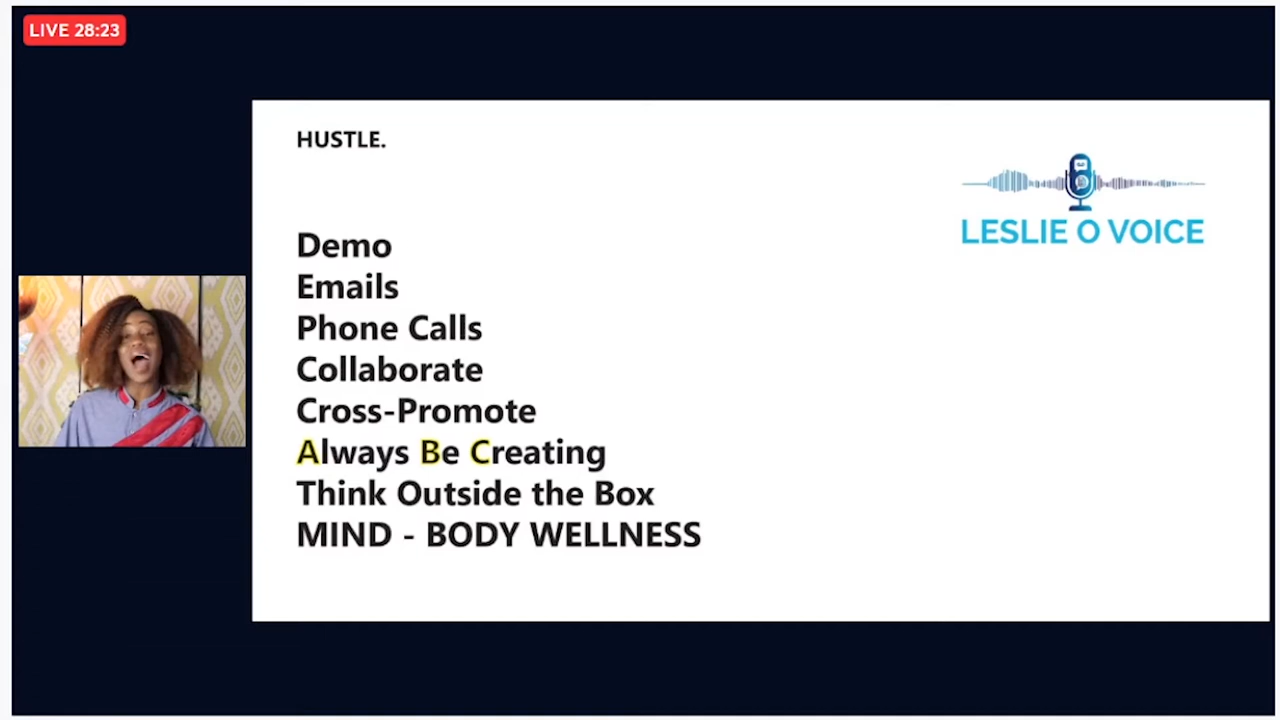 LIVE 28:23
HUSTLE.
LESLIE O VOICE
Demo
Emails
Phone Calls
Collaborate
Cross-Promote
Always Be Creating
Think Outside the Box
MIND - BODY WELLNESS